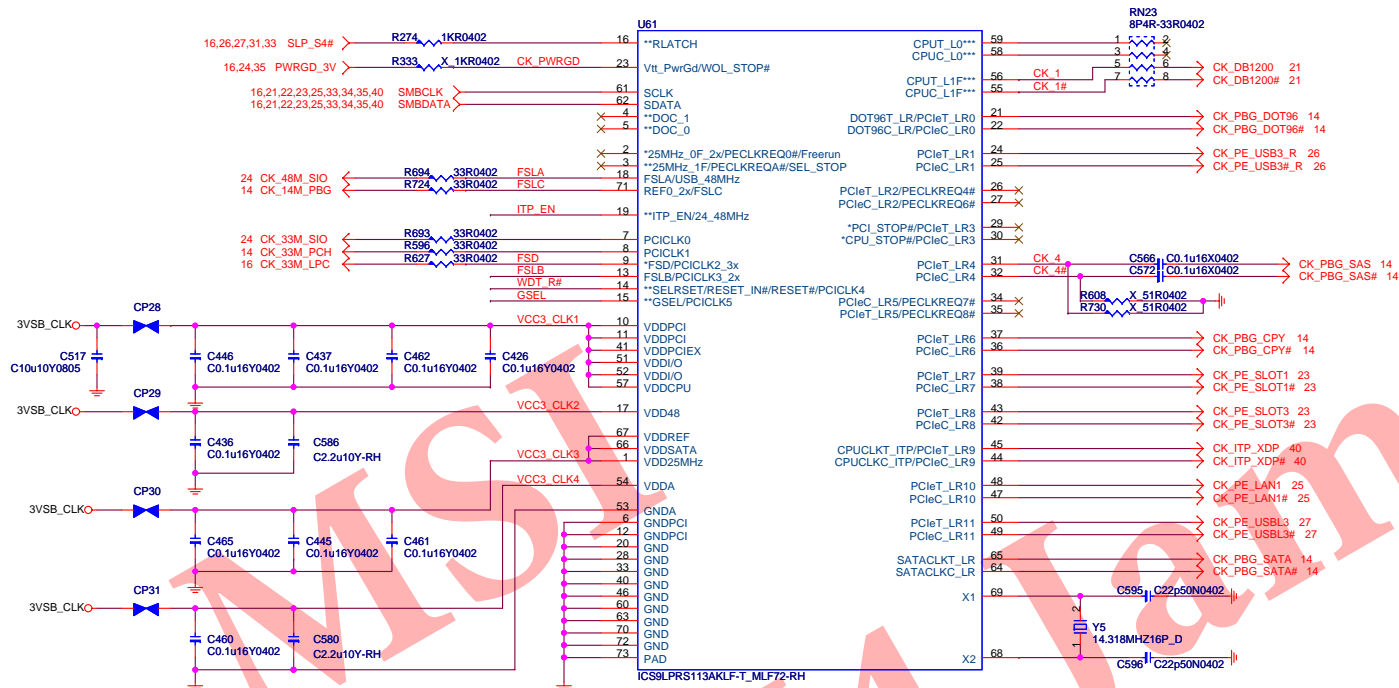 U61
RN23
8P4R-33R0402
16,26,27,31,33 SLP_S4# R274 1KR0402 16 **RLATCH
CPUT_L0*** 59 1 2
CPUC_L0*** 58 3 4
16,24,35 PWRGD_3V R333 X_1KR0402 CK_PWRGD 23 Vtt_PwrGd/WOL_STOP#
CPUT_L1F*** 56 CK_1 5 6 CK_DB1200 21
CPUC_L1F*** 55 CK_1# 7 8 CK_DB1200# 21
16,21,22,23,25,33,34,35,40 SMBCLK 61 SCLK
16,21,22,23,25,33,34,35,40 SMBDATA 62 SDATA
4 **DOC_1
5 **DOC_0
DOT96T_LR/PCIeT_LR0 21 CK_PBG_DOT96 14
DOT96C_LR/PCIeC_LR0 22 CK_PBG_DOT96# 14
2 *25MHz_0F_2x/PECLKREQ0#/Freerun
3 **25MHz_1F/PECLKREQA#/SEL_STOP
PCIeT_LR1 24 CK_PE_USB3_R 26
PCIeC_LR1 25 CK_PE_USB3#_R 26
24 CK_48M_SIO R694 33R0402 FSLA 18 FSLA/USB_48MHz
14 CK_14M_PBG R724 33R0402 FSLC 71 REF0_2x/FSLC
PCIeT_LR2/PECLKREQ4# 26
PCIeC_LR2/PECLKREQ6# 27
ITP_EN 19 **ITP_EN/24_48MHz
*PCI_STOP#/PCIeT_LR3 29
*CPU_STOP#/PCIeC_LR3 30
24 CK_33M_SIO R693 33R0402 7 PCICLK0
14 CK_33M_PCH R596 33R0402 8 PCICLK1
16 CK_33M_LPC R627 33R0402 FSD 9 *FSD/PCICLK2_3x
FSLB 13 FSLB/PCICLK3_2x
WDT_R# 14 **SELRSET/RESET_IN#/RESET#/PCICLK4
GSEL 15 **GSEL/PCICLK5
PCIeT_LR4 31 CK_4 C566 C0.1u16X0402 CK_PBG_SAS 14
PCIeC_LR4 32 CK_4# C572 C0.1u16X0402 CK_PBG_SAS# 14
PCIeC_LR5/PECLKREQ7# 34 R608 X_51R0402
PCIeT_LR5/PECLKREQ8# 35 R730 X_51R0402
CP28
3VSB_CLK VCC3_CLK1 10 VDDPCI
11 VDDPCI
41 VDDPCIEX
51 VDDI/O
52 VDDI/O
57 VDDCPU
C517
C10u10Y0805
C446
C0.1u16Y0402
C437
C0.1u16Y0402
C462
C0.1u16Y0402
C426
C0.1u16Y0402
PCIeT_LR6 37 CK_PBG_CPY 14
PCIeC_LR6 36 CK_PBG_CPY# 14
PCIeT_LR7 39 CK_PE_SLOT1 23
PCIeC_LR7 38 CK_PE_SLOT1# 23
CP29
3VSB_CLK VCC3_CLK2 17 VDD48
PCIeT_LR8 43 CK_PE_SLOT3 23
PCIeC_LR8 42 CK_PE_SLOT3# 23
C436
C0.1u16Y0402
C586
C2.2u10Y-RH
67 VDDREF
66 VDDSATA
VCC3_CLK3 1 VDD25MHz
CPUCLKT_ITP/PCIeT_LR9 45 CK_ITP_XDP 40
CPUCLKC_ITP/PCIeC_LR9 44 CK_ITP_XDP# 40
VCC3_CLK4 54 VDDA
PCIeT_LR10 48 CK_PE_LAN1 25
PCIeC_LR10 47 CK_PE_LAN1# 25
CP30
3VSB_CLK
53 GNDA
6 GNDPCI
12 GNDPCI
20 GND
28 GND
33 GND
40 GND
46 GND
60 GND
63 GND
70 GND
72 GND
73 PAD
PCIeT_LR11 50 CK_PE_USBL3 27
PCIeC_LR11 49 CK_PE_USBL3# 27
C465
C0.1u16Y0402
C445
C0.1u16Y0402
C461
C0.1u16Y0402
SATACLKT_LR 65 CK_PBG_SATA 14
SATACLKC_LR 64 CK_PBG_SATA# 14
CP31
3VSB_CLK
X1 69 C595 C22p50N0402
2
Y5
14.318MHZ16P_D
1
X2 68 C596 C22p50N0402
C460
C0.1u16Y0402
C580
C2.2u10Y-RH
ICS9LPRS113AKLF-T_MLF72-RH
MSI